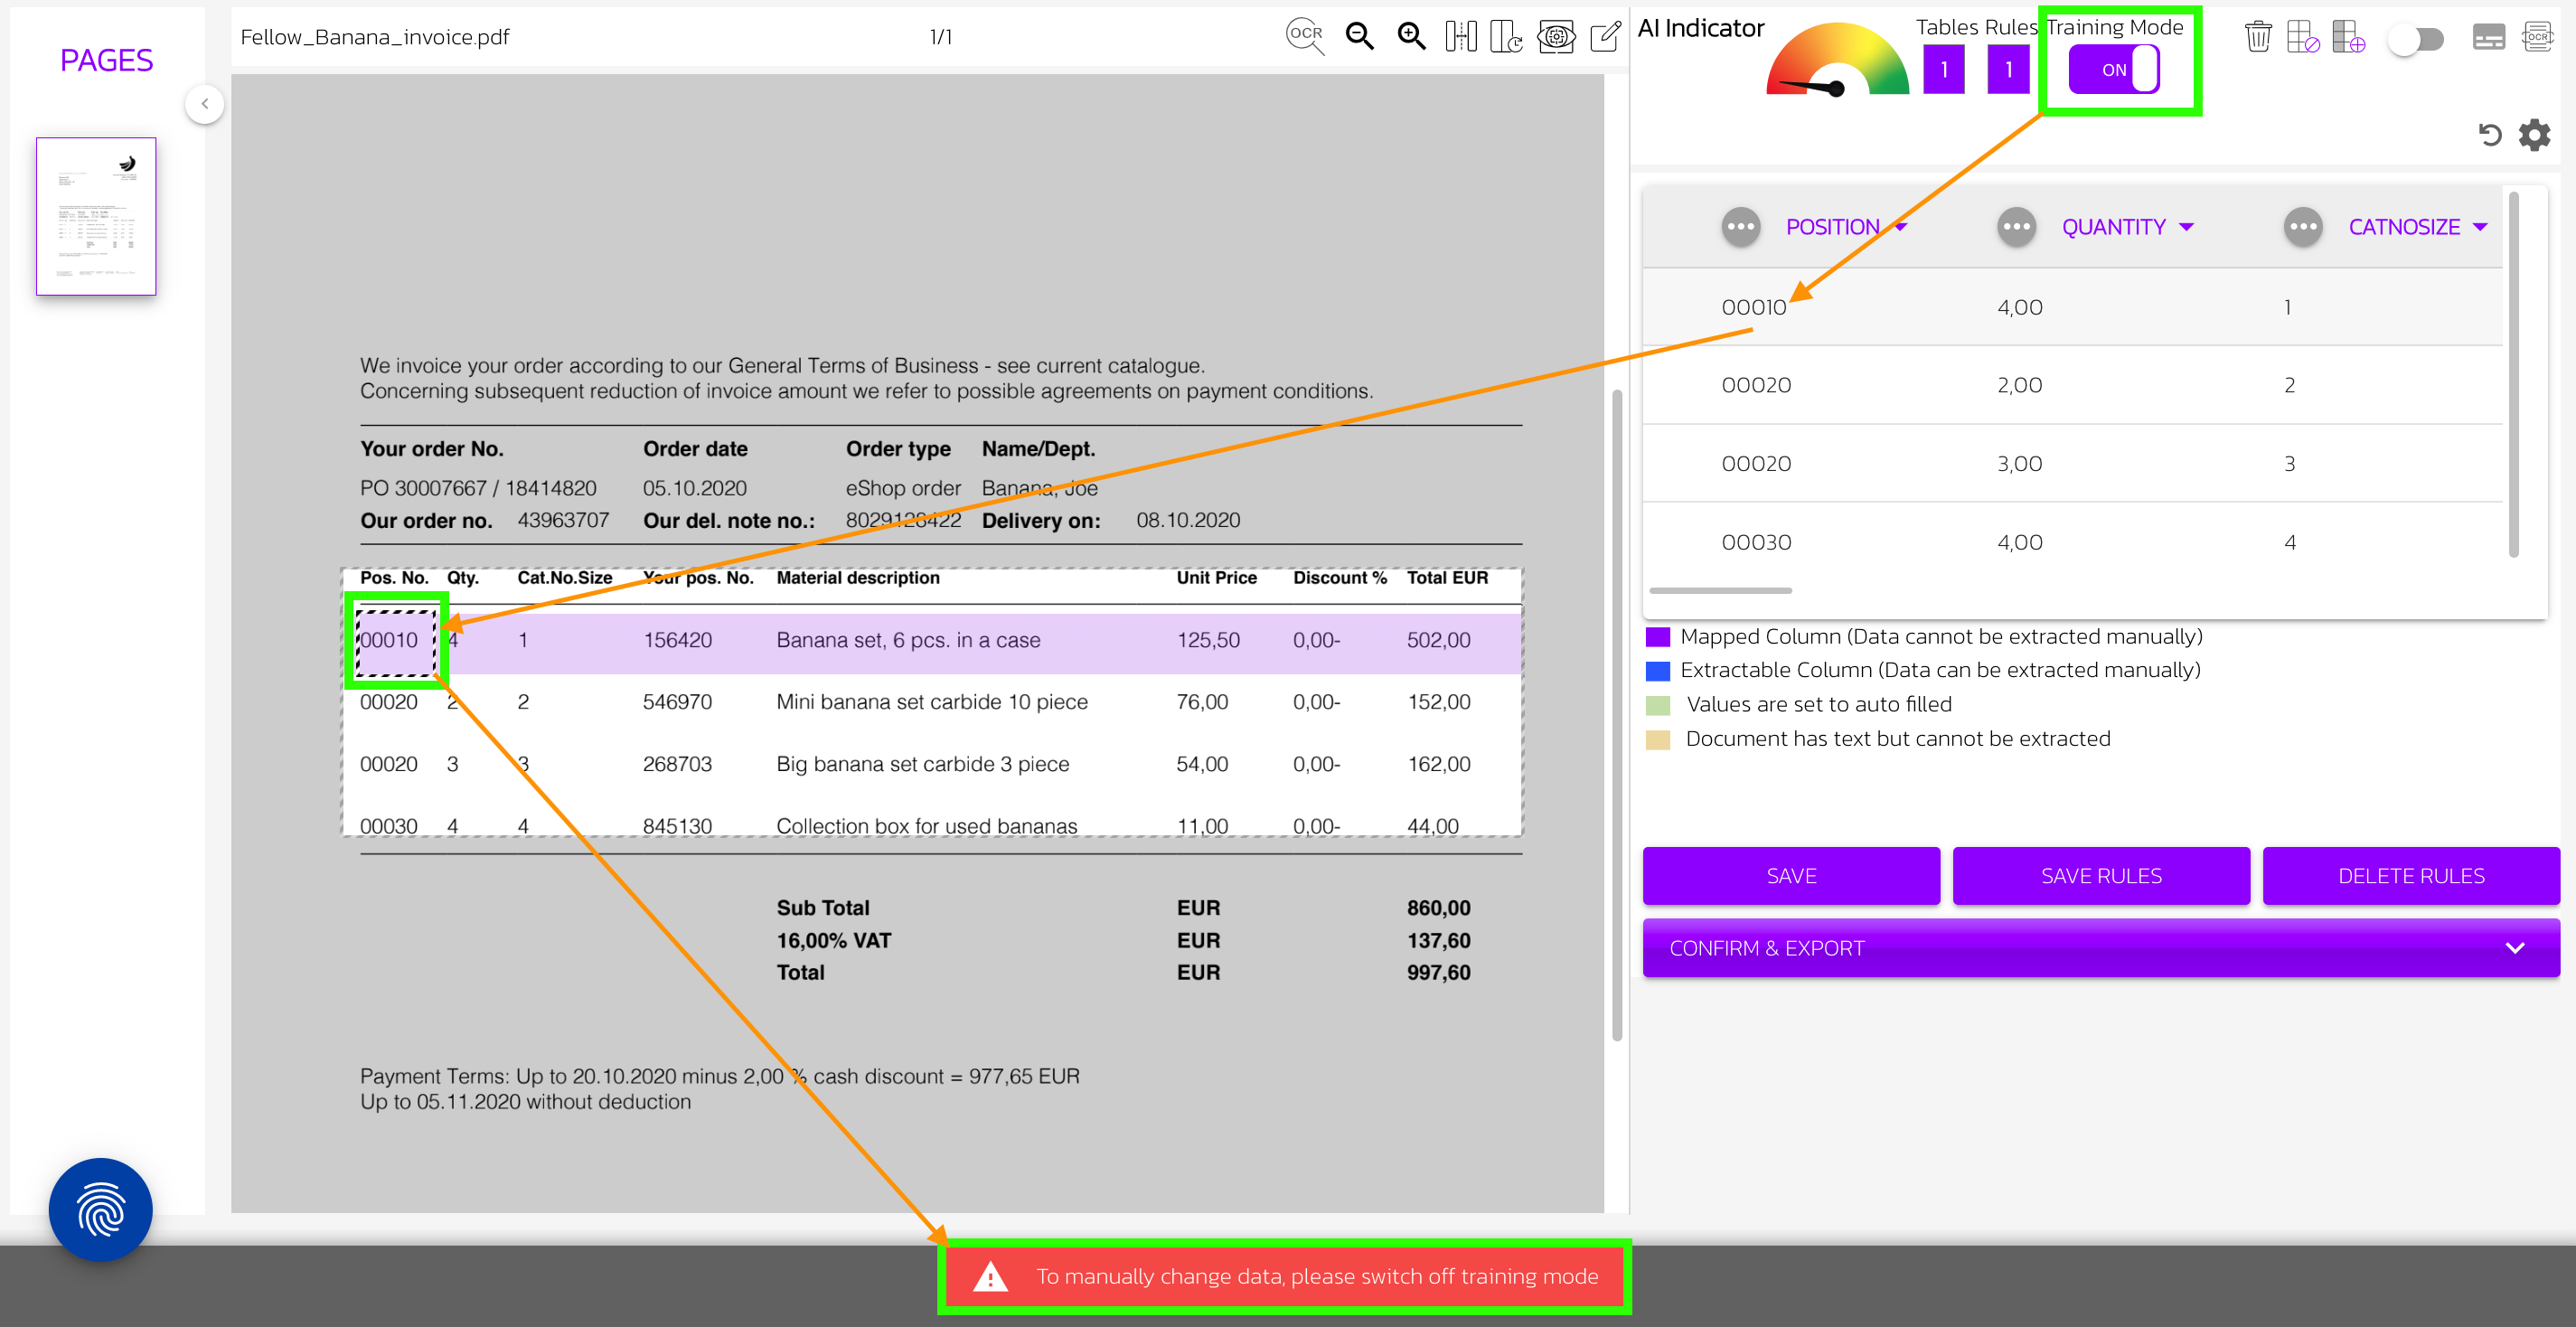 PAGES
Fellow_Banana_invoice.pdf 1/1
OCR
AI Indicator Tables Rules Training Mode
1 1 ON
OCR
We invoice your order according to our General Terms of Business - see current catalogue.
Concerning subsequent reduction of invoice amount we refer to possible agreements on payment conditions.
Your order No. Order date Order type Name/Dept.
PO 30007667 / 18414820 05.10.2020 eShop order Banana, Joe
Our order no. 43963707 Our del. note no.: 8029128422 Delivery on: 08.10.2020
Pos. No. Qty. Cat.No.Size Your pos. No. Material description Unit Price Discount % Total EUR
00010 4 1 156420 Banana set, 6 pcs. in a case 125,50 0,00- 502,00
00020 2 2 546970 Mini banana set carbide 10 piece 76,00 0,00- 152,00
00020 3 3 268703 Big banana set carbide 3 piece 54,00 0,00- 162,00
00030 4 4 845130 Collection box for used bananas 11,00 0,00- 44,00
Sub Total EUR 860,00
16,00% VAT EUR 137,60
Total EUR 997,60
Payment Terms: Up to 20.10.2020 minus 2,00 % cash discount = 977,65 EUR
Up to 05.11.2020 without deduction
POSITION QUANTITY CATNOSIZE
00010 4,00 1
00020 2,00 2
00020 3,00 3
00030 4,00 4
Mapped Column (Data cannot be extracted manually)
Extractable Column (Data can be extracted manually)
Values are set to auto filled
Document has text but cannot be extracted
SAVE SAVE RULES DELETE RULES
CONFIRM & EXPORT
To manually change data, please switch off training mode